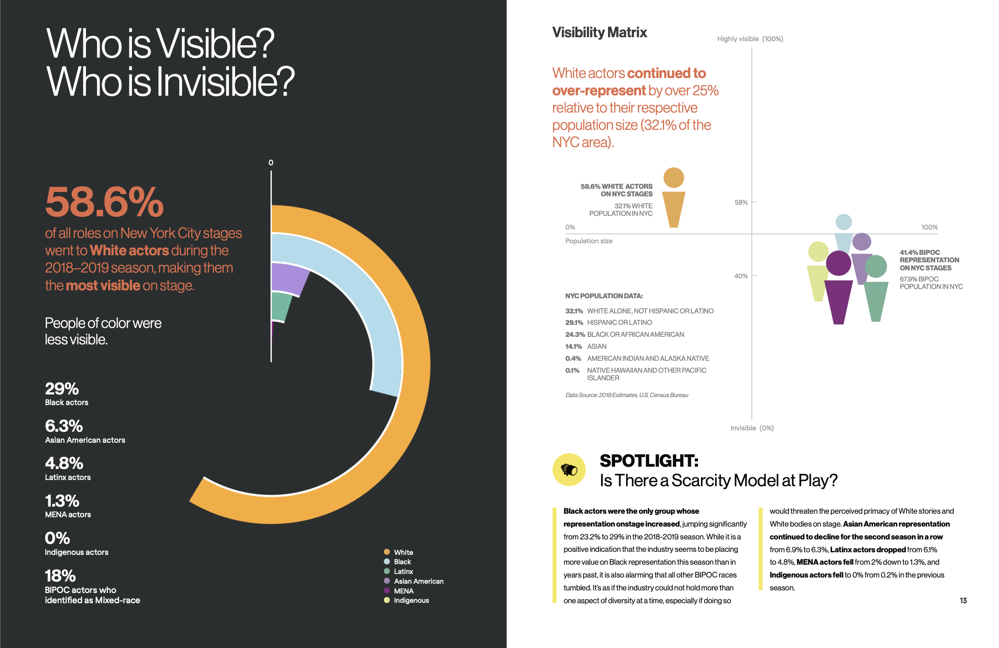 Who is Visible?
Who is Invisible?
0
58.6%
of all roles on New York City stages
went to White actors during the
2018–2019 season, making them
the most visible on stage.
People of color were
less visible.
29%
Black actors
6.3%
Asian American actors
4.8%
Latinx actors
1.3%
MENA actors
0%
Indigenous actors
18%
BIPOC actors who
identified as Mixed-race
White
Black
Latinx
Asian American
MENA
Indigenous
Visibility Matrix
Highly visible (100%)
White actors continued to
over-represent by over 25%
relative to their respective
population size (32.1% of the
NYC area).
58.6% WHITE ACTORS
ON NYC STAGES
32.1% WHITE
POPULATION IN NYC
59%
0%
100%
Population size
40%
41.4% BIPOC
REPRESENTATION
ON NYC STAGES
67.9% BIPOC
POPULATION IN NYC
NYC POPULATION DATA:
32.1% WHITE ALONE, NOT HISPANIC OR LATINO
29.1% HISPANIC OR LATINO
24.3% BLACK OR AFRICAN AMERICAN
14.1% ASIAN
0.4% AMERICAN INDIAN AND ALASKA NATIVE
0.1% NATIVE HAWAIIAN AND OTHER PACIFIC
ISLANDER
Data Source: 2019 Estimates, U.S. Census Bureau
Invisible (0%)
SPOTLIGHT:
Is There a Scarcity Model at Play?
Black actors were the only group whose
representation onstage increased, jumping significantly
from 23.2% to 29% in the 2018-2019 season. While it is a
positive indication that the industry seems to be placing
more value on Black representation this season than in
years past, it is also alarming that all other BIPOC races
tumbled. It's as if the industry could not hold more than
one aspect of diversity at a time, especially if doing so
would threaten the perceived primacy of White stories and
White bodies on stage. Asian American representation
continued to decline for the second season in a row
from 6.9% to 6.3%, Latinx actors dropped from 6.1%
to 4.8%, MENA actors fell from 2% down to 1.3%, and
Indigenous actors fell to 0% from 0.2% in the previous
season.
13